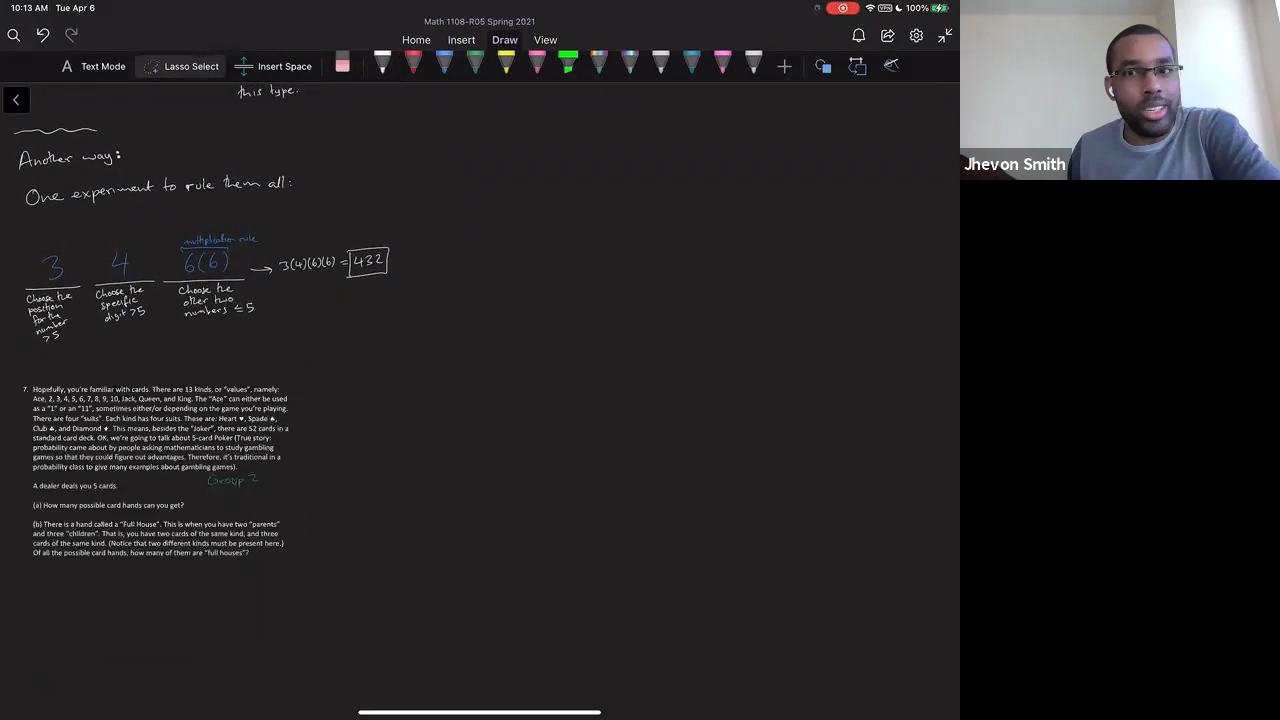 10:13 AM Tue Apr 6
VPN
100%
Math 1108-R05 Spring 2021
Home
Insert
Draw
View
Text Mode
Lasso Select
Insert Space
this type.
Another way:
One experiment to rule them all:
multiplication rule
3 4 6(6) → 3(4)(6)(6) = 432
Choose the
position
for the
number
>5
Choose the
specific
digit >5
Choose the
other two
numbers ≤ 5
7. Hopefully, you're familiar with cards. There are 13 kinds, or "values", namely:
Ace, 2, 3, 4, 5, 6, 7, 8, 9, 10, Jack, Queen, and King. The "Ace" can either be used
as a "1" or an "11", sometimes either/or depending on the game you're playing.
There are four "suits". Each kind has four suits. These are: Heart ♥, Spade ♠,
Club ♣, and Diamond ♦. This means, besides the "Joker", there are 52 cards in a
standard card deck. OK, we're going to talk about 5-card Poker (True story:
probability came about by people asking mathematicians to study gambling
games so that they could figure out advantages. Therefore, it's traditional in a
probability class to give many examples about gambling games).
Group 2
A dealer deals you 5 cards.
(a) How many possible card hands can you get?
(b) There is a hand called a "Full House". This is when you have two "parents"
and three "children". That is, you have two cards of the same kind, and three
cards of the same kind. (Notice that two different kinds must be present here.)
Of all the possible card hands, how many of them are "full houses"?
Jhevon Smith